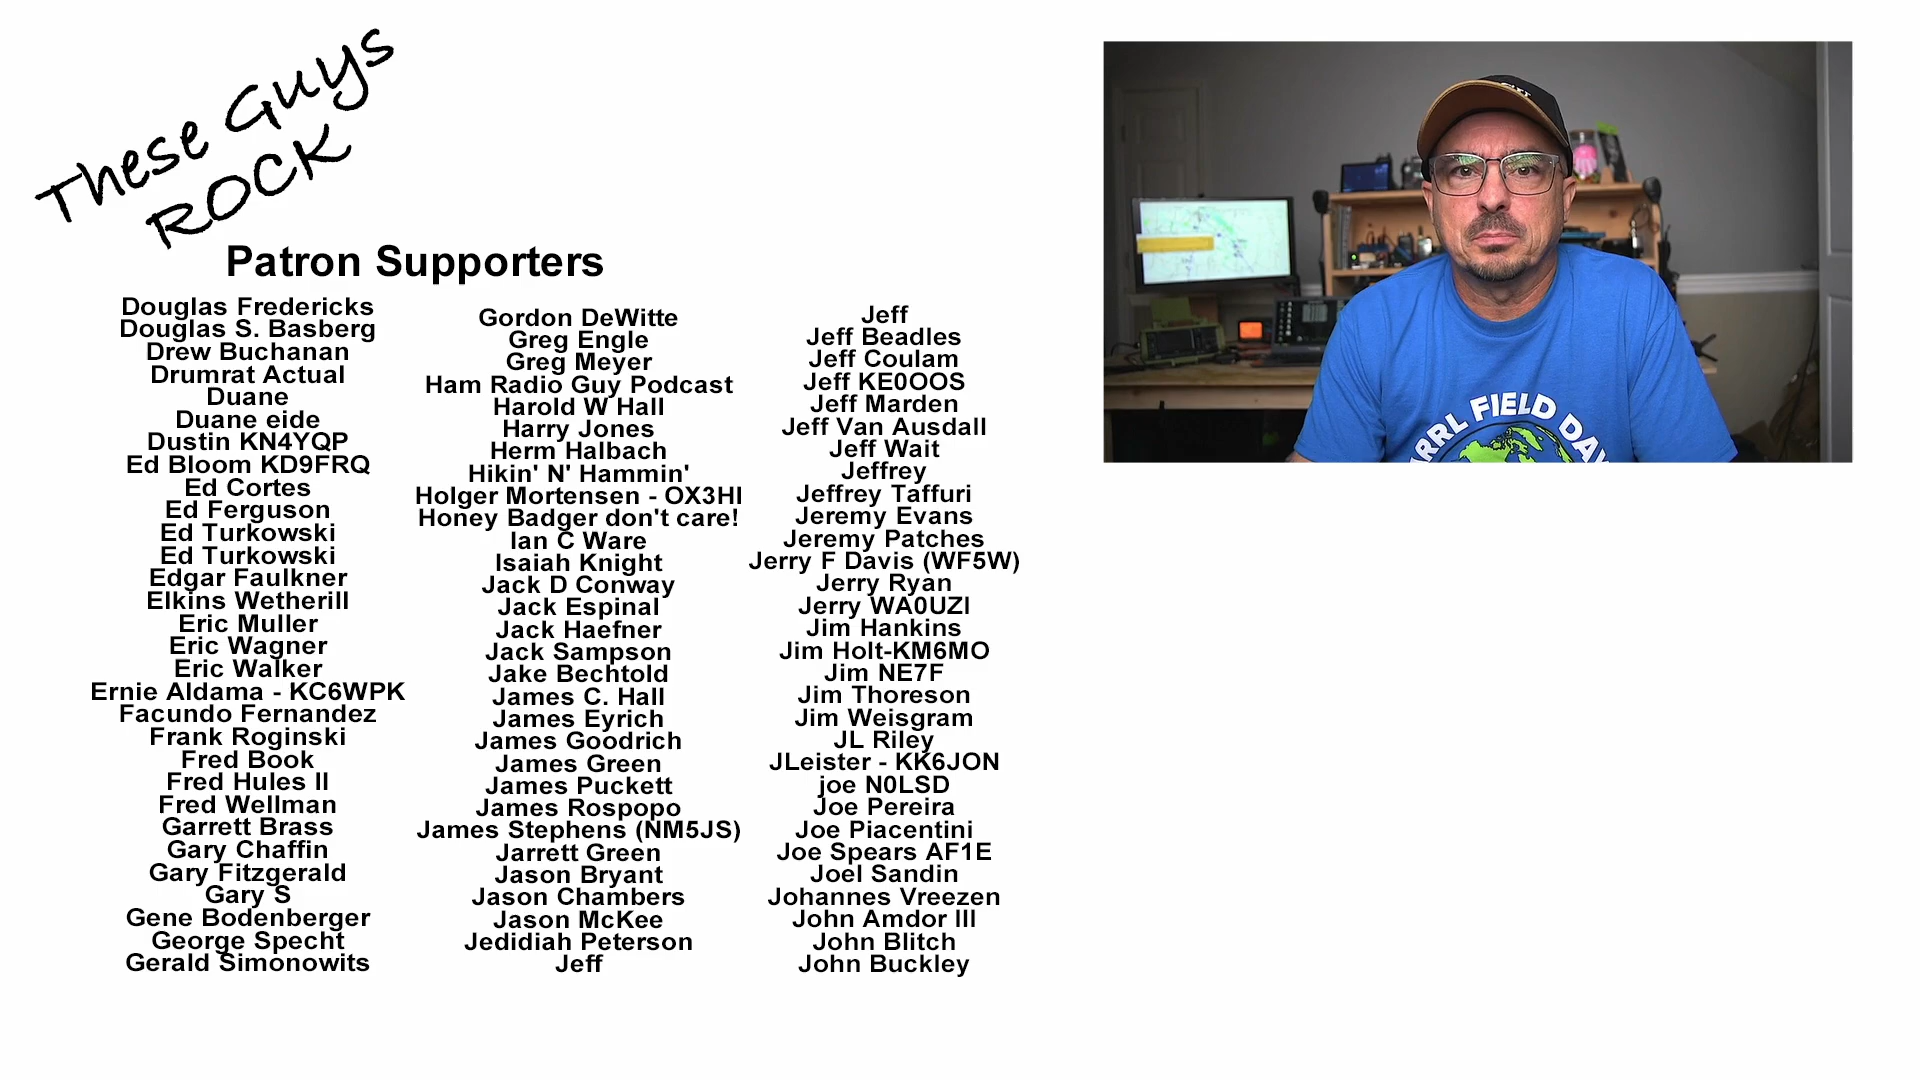 These Guys
ROCK
Patron Supporters
Douglas Fredericks
Douglas S. Basberg
Drew Buchanan
Drumrat Actual
Duane
Duane eide
Dustin KN4YQP
Ed Bloom KD9FRQ
Ed Cortes
Ed Ferguson
Ed Turkowski
Ed Turkowski
Edgar Faulkner
Elkins Wetherill
Eric Muller
Eric Wagner
Eric Walker
Ernie Aldama - KC6WPK
Facundo Fernandez
Frank Roginski
Fred Book
Fred Hules II
Fred Wellman
Garrett Brass
Gary Chaffin
Gary Fitzgerald
Gary S
Gene Bodenberger
George Specht
Gerald Simonowits
Gordon DeWitte
Greg Engle
Greg Meyer
Ham Radio Guy Podcast
Harold W Hall
Harry Jones
Herm Halbach
Hikin' N' Hammin'
Holger Mortensen - OX3HI
Honey Badger don't care!
Ian C Ware
Isaiah Knight
Jack D Conway
Jack Espinal
Jack Haefner
Jack Sampson
Jake Bechtold
James C. Hall
James Eyrich
James Goodrich
James Green
James Puckett
James Rospopo
James Stephens (NM5JS)
Jarrett Green
Jason Bryant
Jason Chambers
Jason McKee
Jedidiah Peterson
Jeff
Jeff
Jeff Beadles
Jeff Coulam
Jeff KE0OOS
Jeff Marden
Jeff Van Ausdall
Jeff Wait
Jeffrey
Jeffrey Taffuri
Jeremy Evans
Jeremy Patches
Jerry F Davis (WF5W)
Jerry Ryan
Jerry WA0UZI
Jim Hankins
Jim Holt-KM6MO
Jim NE7F
Jim Thoreson
Jim Weisgram
JL Riley
JLeister - KK6JON
joe N0LSD
Joe Pereira
Joe Piacentini
Joe Spears AF1E
Joel Sandin
Johannes Vreezen
John Amdor III
John Blitch
John Buckley
ARRL FIELD DAY